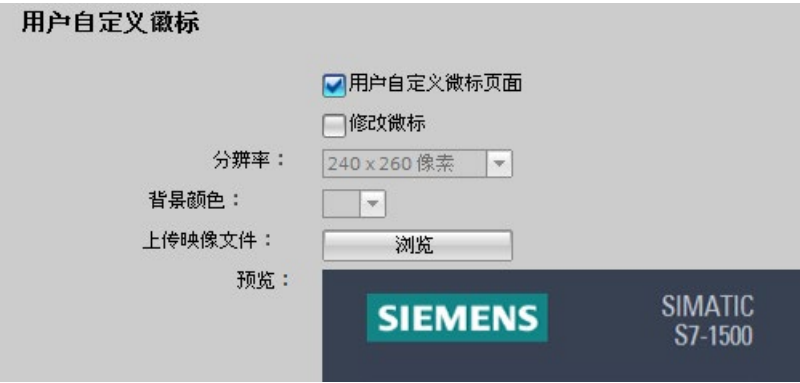 用户自定义徽标
用户自定义徽标页面
修改徽标
分辨率：
240 x 260 像素
背景颜色：
上传映像文件：
浏览
预览：
SIEMENS
SIMATIC
S7-1500